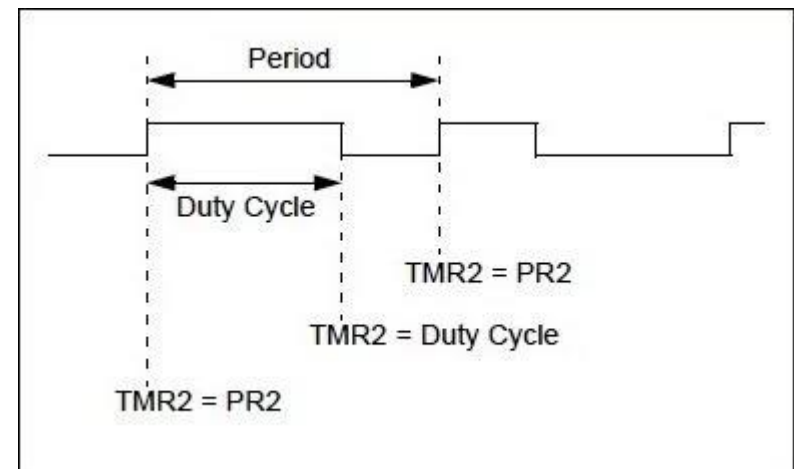 Period
Duty Cycle
TMR2 = PR2
TMR2 = Duty Cycle
TMR2 = PR2